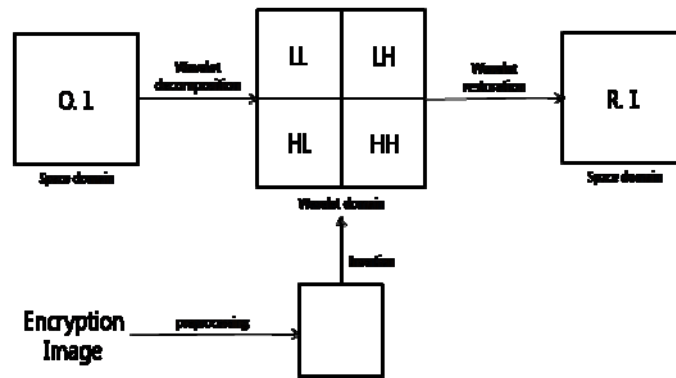 LL
LH
Wavelet
decomposition
Wavelet
restoration
O. I
R. I
HL
HH
Space domain
Space domain
Wavelet domain
Insertion
Encryption
Image
preprocessing